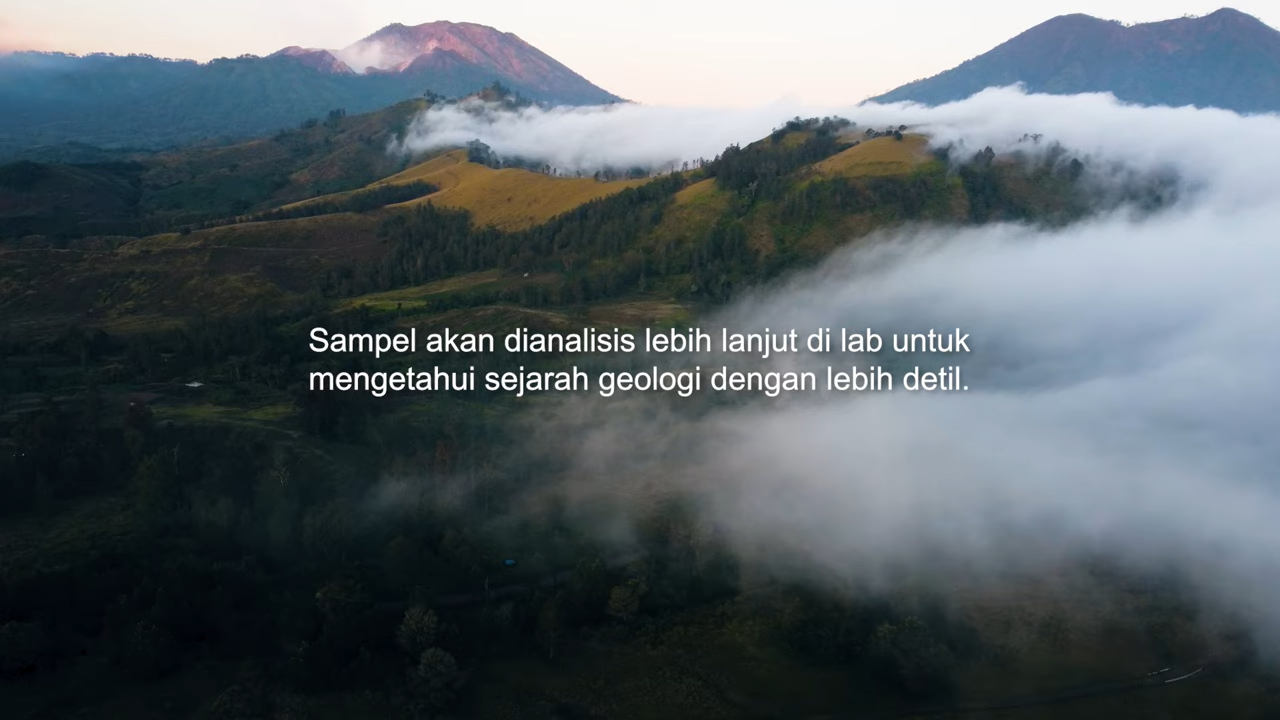 Sampel akan dianalisis lebih lanjut di lab untuk
mengetahui sejarah geologi dengan lebih detil.